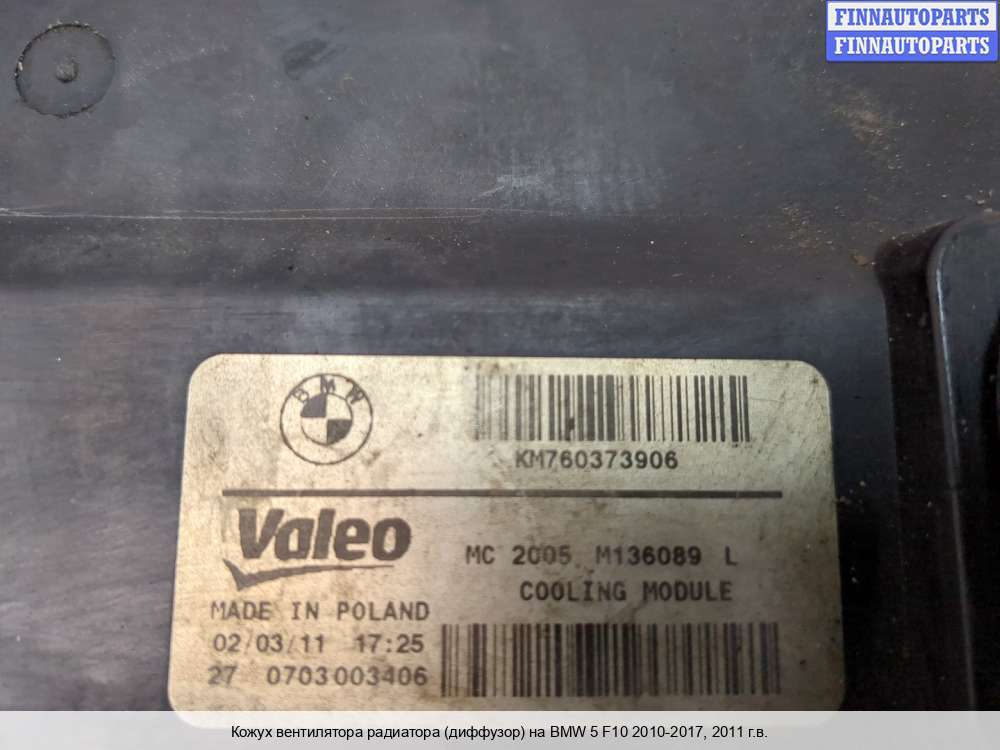 FINNAUTOPARTS
FINNAUTOPARTS
BMW
KM760373906
Valeo
MC 2005 M136089 L
COOLING MODULE
MADE IN POLAND
02/03/11 17:25
27 0703003406
Кожух вентилятора радиатора (диффузор) на BMW 5 F10 2010-2017, 2011 г.в.